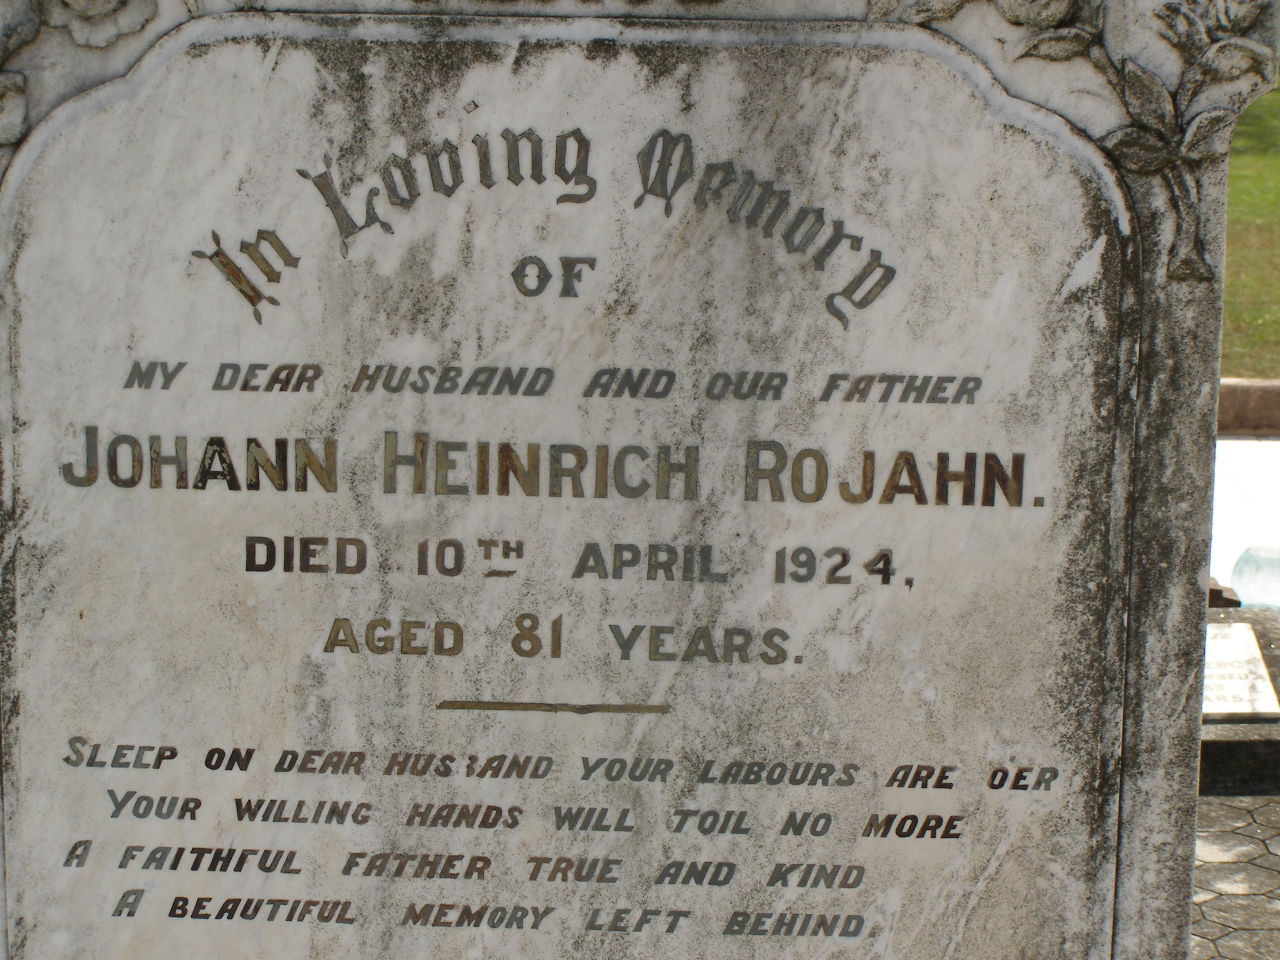 In Loving Memory
OF
MY DEAR HUSBAND AND OUR FATHER
JOHANN HEINRICH ROJAHN.
DIED 10TH APRIL 1924,
AGED 81 YEARS.
SLEEP ON DEAR HUSBAND YOUR LABOURS ARE O'ER
YOUR WILLING HANDS WILL TOIL NO MORE
A FAITHFUL FATHER TRUE AND KIND
A BEAUTIFUL MEMORY LEFT BEHIND.